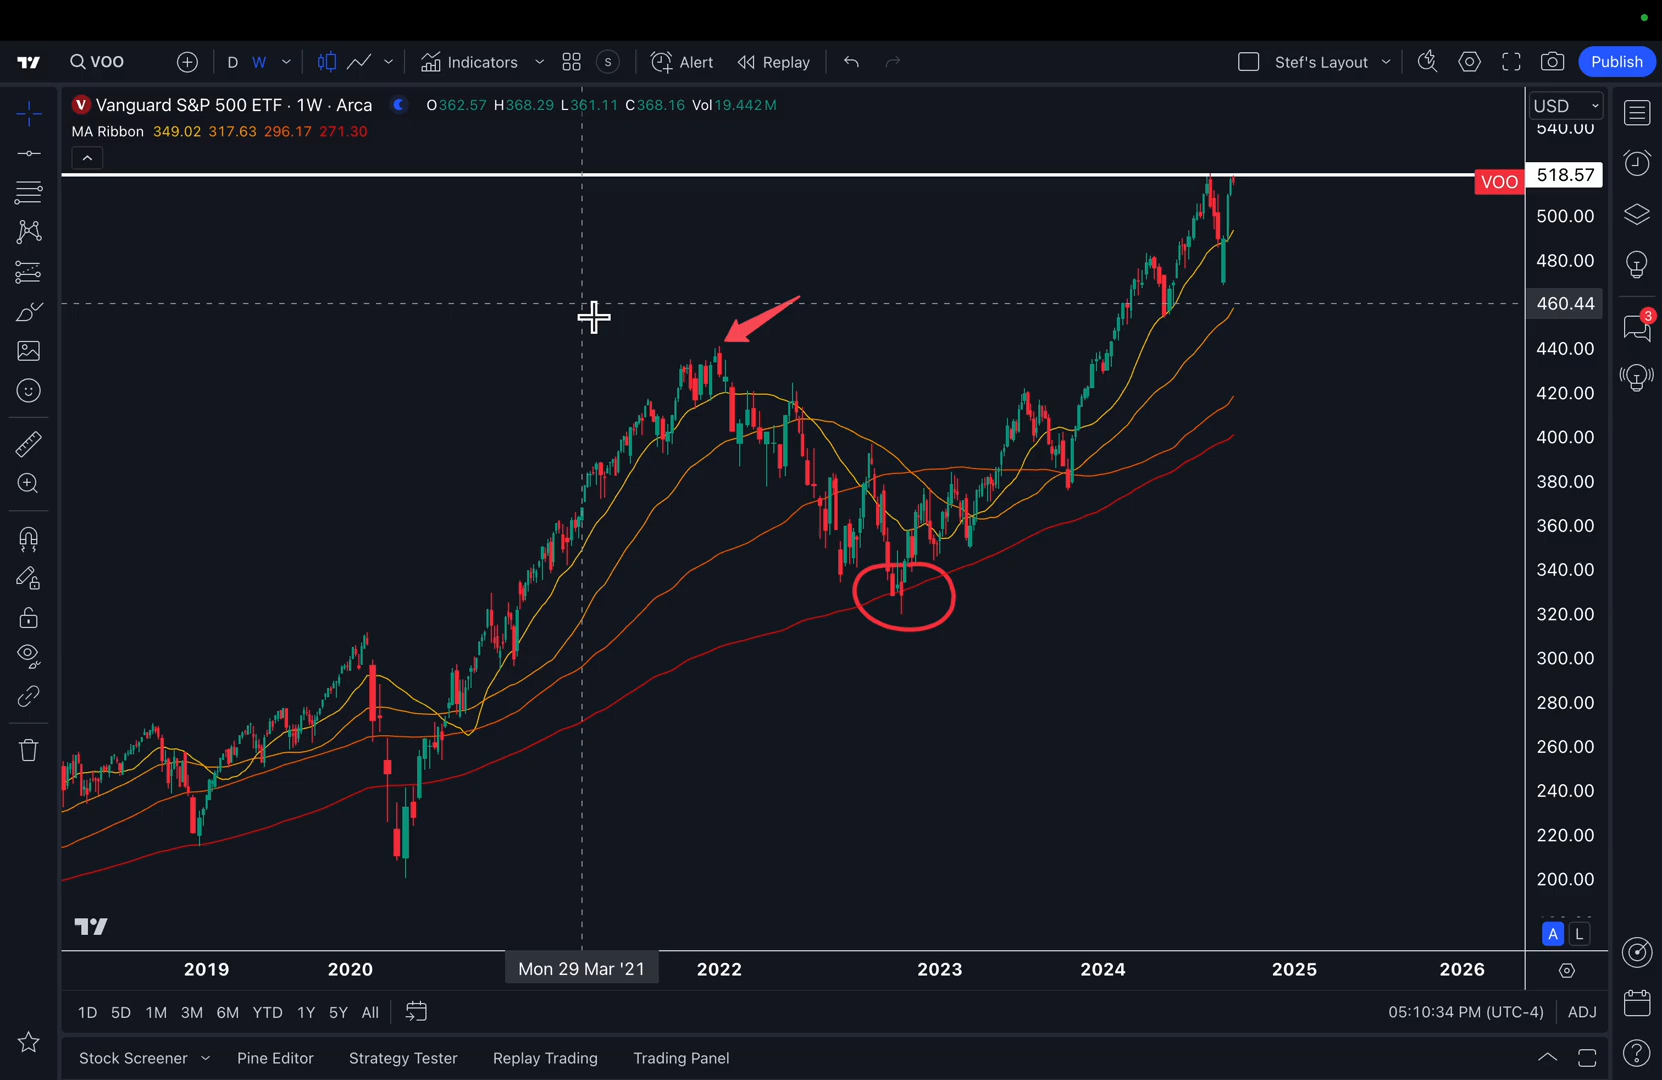 VOO
D W
Indicators
S
Alert
Replay
Stef's Layout
Publish
V Vanguard S&P 500 ETF · 1W · Arca
O362.57 H368.29 L361.11 C368.16 Vol19.442M
USD
MA Ribbon 349.02 317.63 296.17 271.30
540.00
VOO 518.57
500.00
480.00
460.44
440.00
420.00
400.00
380.00
360.00
340.00
320.00
300.00
280.00
260.00
240.00
220.00
200.00
3
A L
2019 2020 Mon 29 Mar '21 2022 2023 2024 2025 2026
1D 5D 1M 3M 6M YTD 1Y 5Y All
05:10:34 PM (UTC-4) ADJ
Stock Screener Pine Editor Strategy Tester Replay Trading Trading Panel